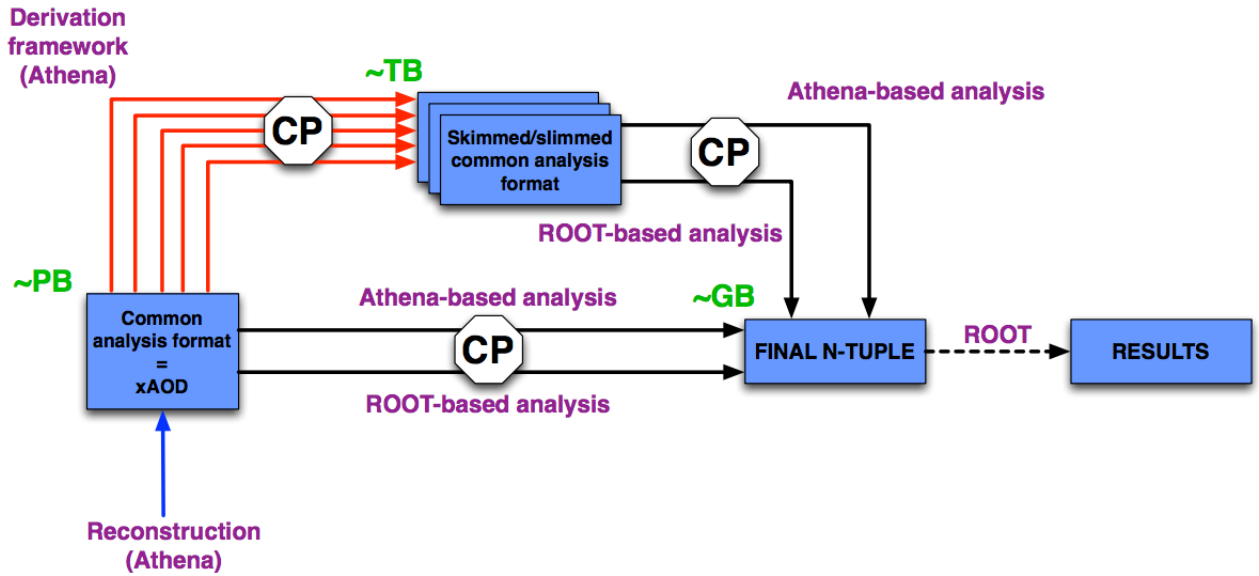 Derivation
framework
(Athena)
~TB
CP
Skimmed/slimmed
common analysis
format
CP
Athena-based analysis
ROOT-based analysis
~PB
Common
analysis format
=
xAOD
Athena-based analysis
CP
ROOT-based analysis
~GB
FINAL N-TUPLE
ROOT
RESULTS
Reconstruction
(Athena)